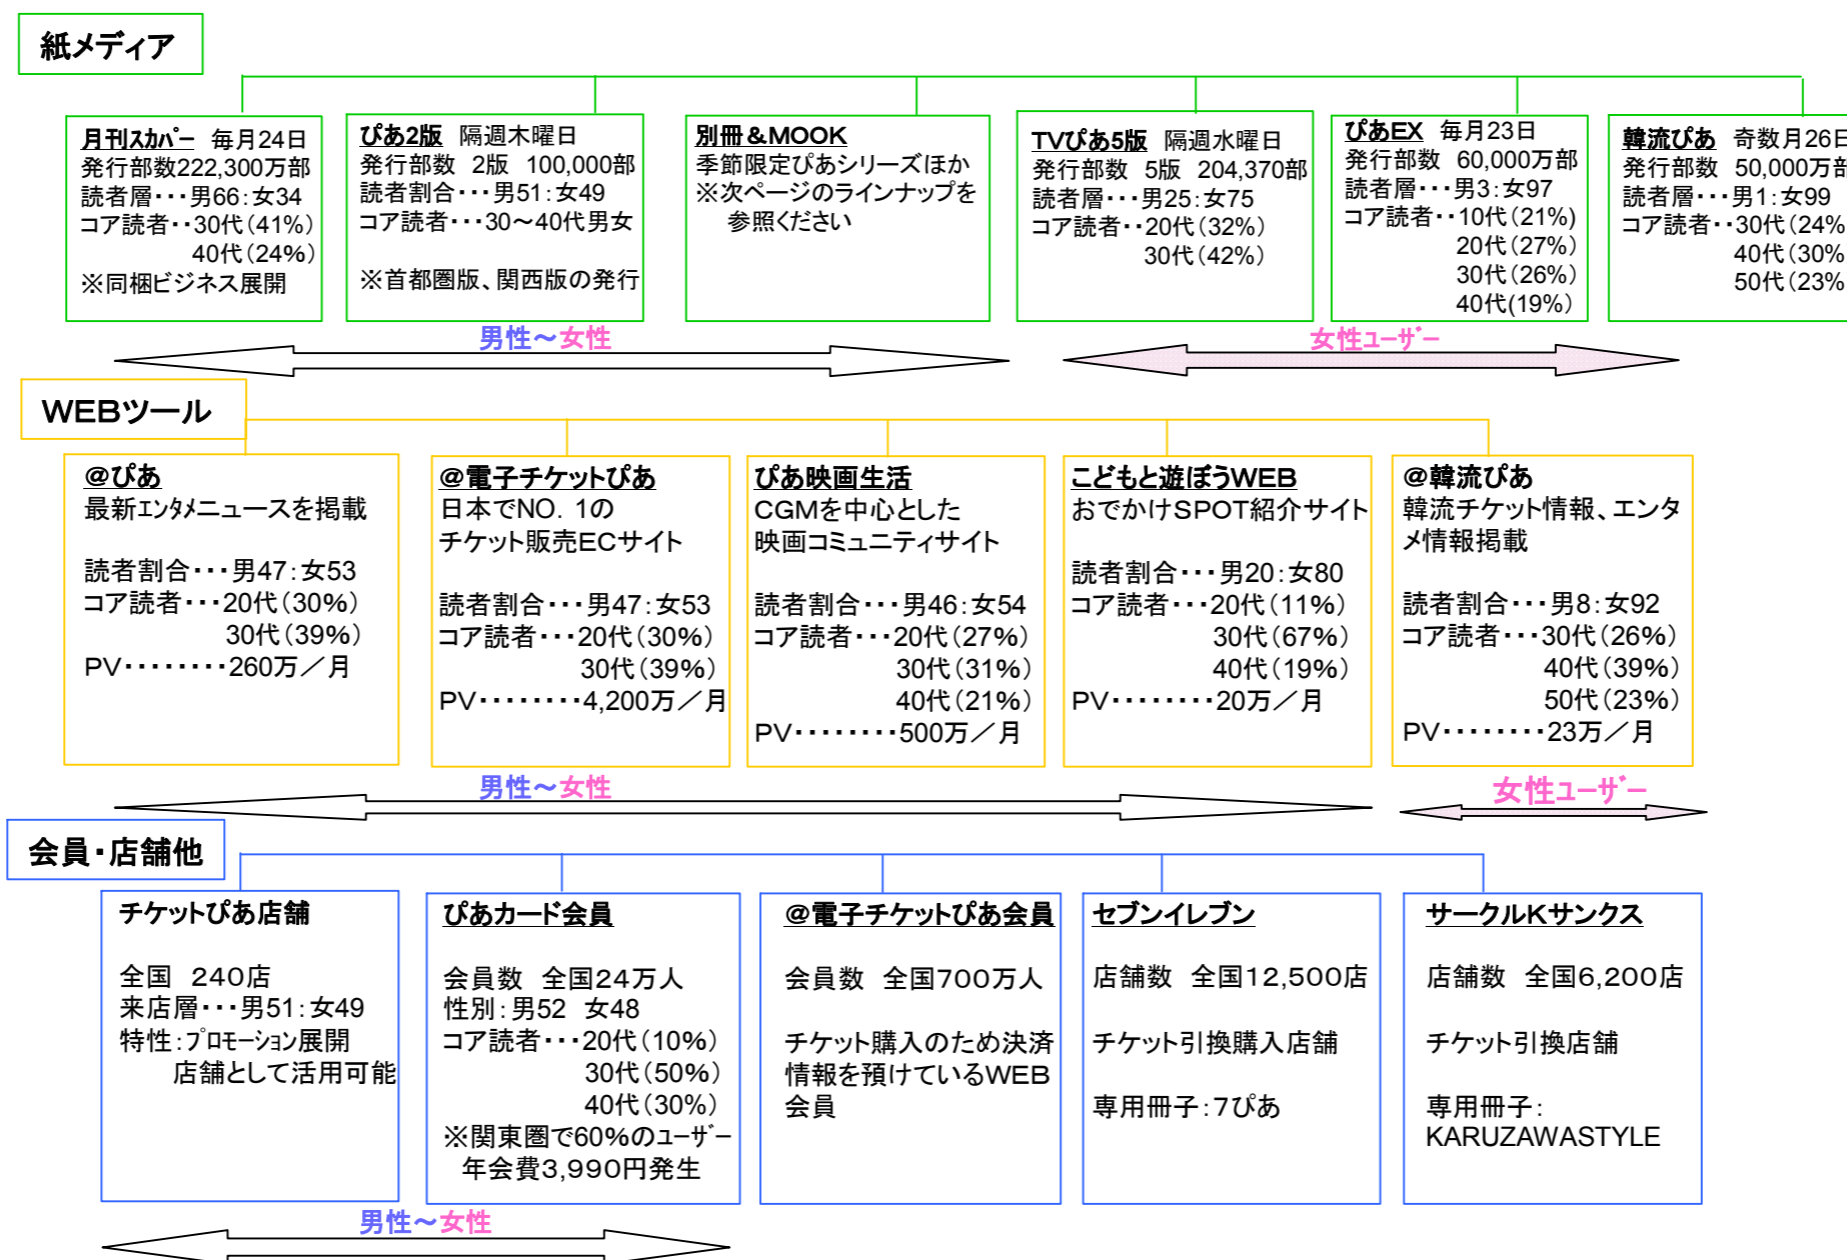 紙メディア
月刊スカパー 毎月24日
発行部数222,300万部
読者層・・・男66：女34
コア読者・・30代（41%）
40代（24%）
※同梱ビジネス展開
ぴあ2版 隔週木曜日
発行部数 2版 100,000部
読者割合・・・男51：女49
コア読者・・・30～40代男女
※首都圏版、関西版の発行
別冊＆MOOK
季節限定ぴあシリーズほか
※次ページのラインナップを
参照ください
TVぴあ5版 隔週水曜日
発行部数 5版 204,370部
読者層・・・男25：女75
コア読者・・20代（32%）
30代（42%）
ぴあEX 毎月23日
発行部数 60,000万部
読者層・・・男3：女97
コア読者・・10代（21%)
20代（27%）
30代（26%）
40代(19%）
韓流ぴあ 奇数月26日
発行部数 50,000万部
読者層・・・男1：女99
コア読者・・30代（24%
40代（30%
50代（23%
男性～女性
女性ﾕｰｻﾞｰ
WEBツール
＠ぴあ
最新ｴﾝﾀﾒニュースを掲載
読者割合・・・男47：女53
コア読者・・・20代（30%）
30代（39%）
PV・・・・・・・・260万／月
＠電子チケットぴあ
日本でNO．1の
チケット販売ECサイト
読者割合・・・男47：女53
コア読者・・・20代（30%）
30代（39%）
PV・・・・・・・・4,200万／月
ぴあ映画生活
CGMを中心とした
映画コミュニティサイト
読者割合・・・男46：女54
コア読者・・・20代（27%）
30代（31%）
40代（21%）
PV・・・・・・・・500万／月
こどもと遊ぼうWEB
おでかけSPOT紹介サイト
読者割合・・・男20：女80
コア読者・・・20代（11%）
30代（67%）
40代（19%）
PV・・・・・・・・20万／月
＠韓流ぴあ
韓流チケット情報、エンタ
メ情報掲載
読者割合・・・男8：女92
コア読者・・・30代（26%）
40代（39%）
50代（23%）
PV・・・・・・・・23万／月
男性～女性
女性ﾕｰｻﾞｰ
会員・店舗他
チケットぴあ店舗
全国 240店
来店層・・・男51：女49
特性：ﾌﾟﾛﾓｰｼｮﾝ展開
店舗として活用可能
ぴあカード会員
会員数 全国24万人
性別：男52 女48
コア読者・・・20代（10%）
30代（50%）
40代（30%）
※関東圏で60%のﾕｰｻﾞｰ
年会費3,990円発生
＠電子チケットぴあ会員
会員数 全国700万人
チケット購入のため決済
情報を預けているWEB
会員
セブンイレブン
店舗数 全国12,500店
チケット引換購入店舗
専用冊子：7ぴあ
サークルKサンクス
店舗数 全国6,200店
チケット引換店舗
専用冊子：
KARUZAWASTYLE
男性～女性